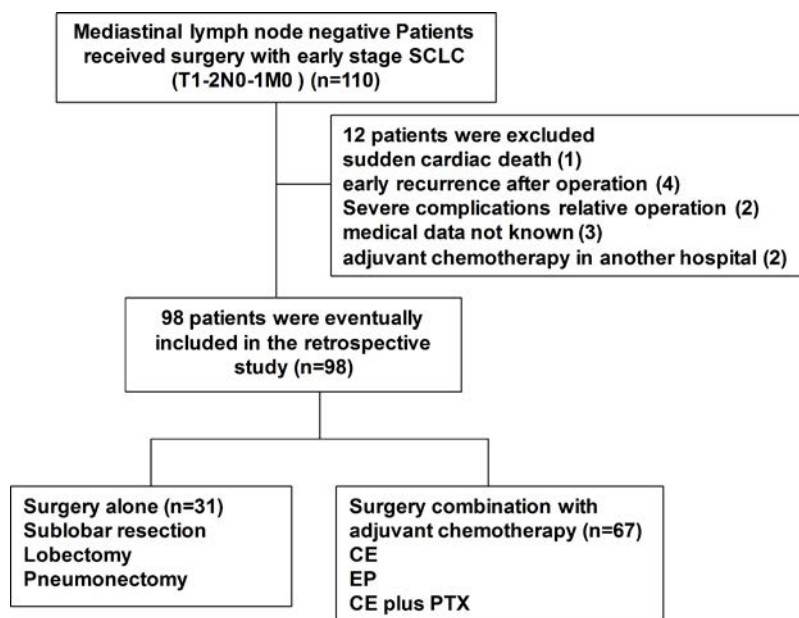 Mediastinal lymph node negative Patients
received surgery with early stage SCLC
(T1-2N0-1M0 ) (n=110)
12 patients were excluded
sudden cardiac death (1)
early recurrence after operation (4)
Severe complications relative operation (2)
medical data not known (3)
adjuvant chemotherapy in another hospital (2)
98 patients were eventually
included in the retrospective
study (n=98)
Surgery alone (n=31)
Sublobar resection
Lobectomy
Pneumonectomy
Surgery combination with
adjuvant chemotherapy (n=67)
CE
EP
CE plus PTX